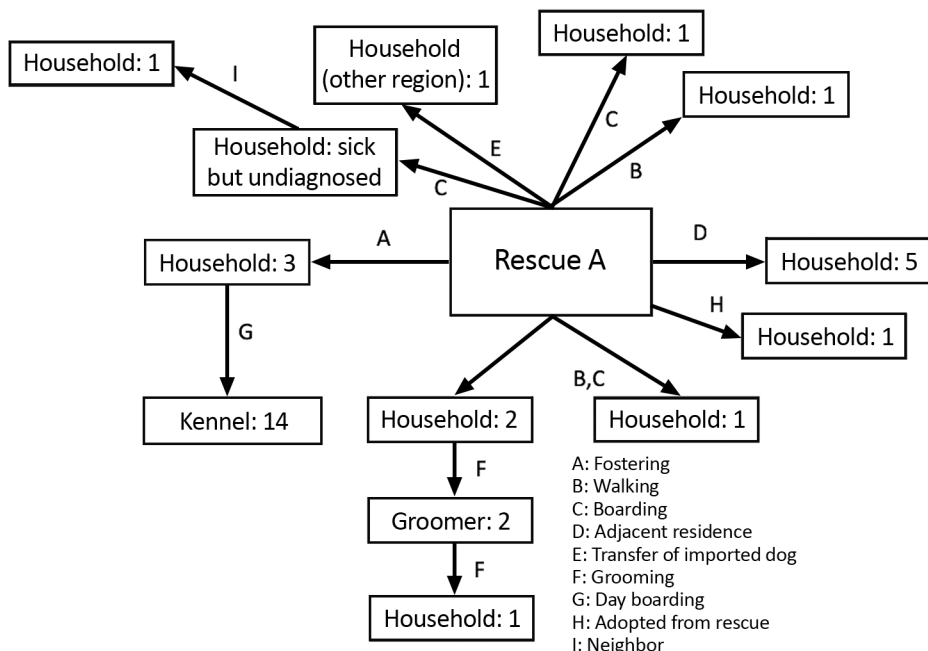 Household: 1
Household: 1
I
Household
(other region): 1
Household: 1
C
E
B
Household: sick
but undiagnosed
C
A
Household: 3
Rescue A
D
Household: 5
H
Household: 1
G
B,C
Kennel: 14
Household: 2
Household: 1
F
Groomer: 2
F
Household: 1
A: Fostering
B: Walking
C: Boarding
D: Adjacent residence
E: Transfer of imported dog
F: Grooming
G: Day boarding
H: Adopted from rescue
I: Neighbor